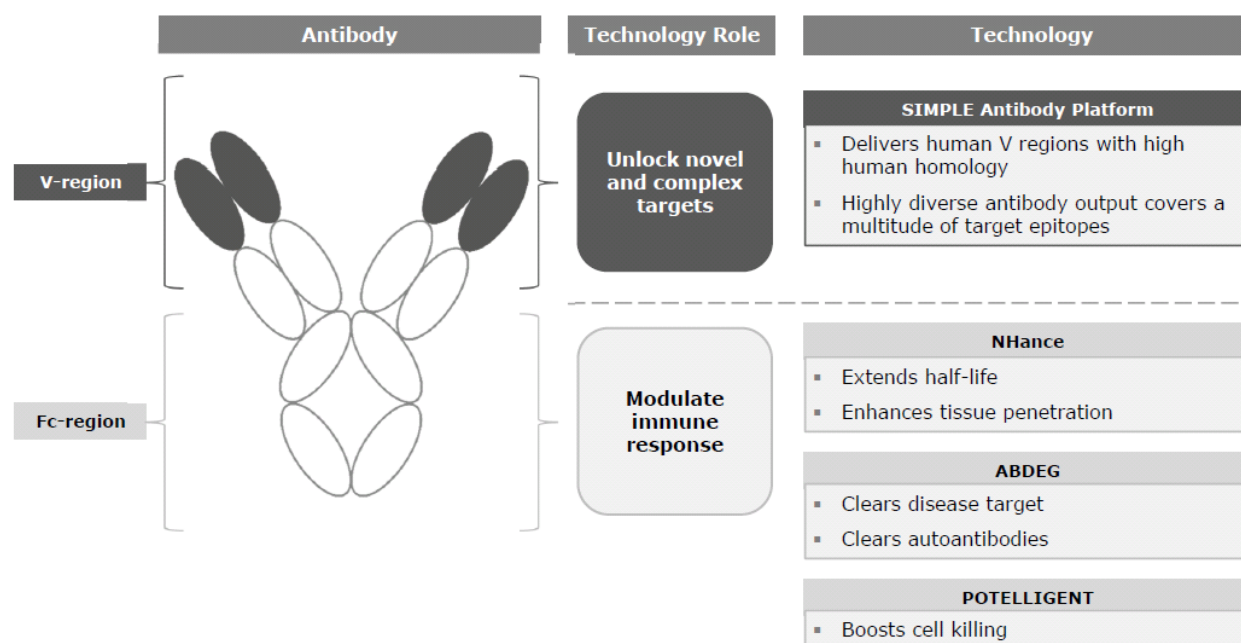 Antibody
Technology Role
Technology
V-region
Unlock novel
and complex
targets
SIMPLE Antibody Platform
▪ Delivers human V regions with high
human homology
▪ Highly diverse antibody output covers a
multitude of target epitopes
Fc-region
Modulate
immune
response
NHance
▪ Extends half-life
▪ Enhances tissue penetration
ABDEG
▪ Clears disease target
▪ Clears autoantibodies
POTELLIGENT
▪ Boosts cell killing